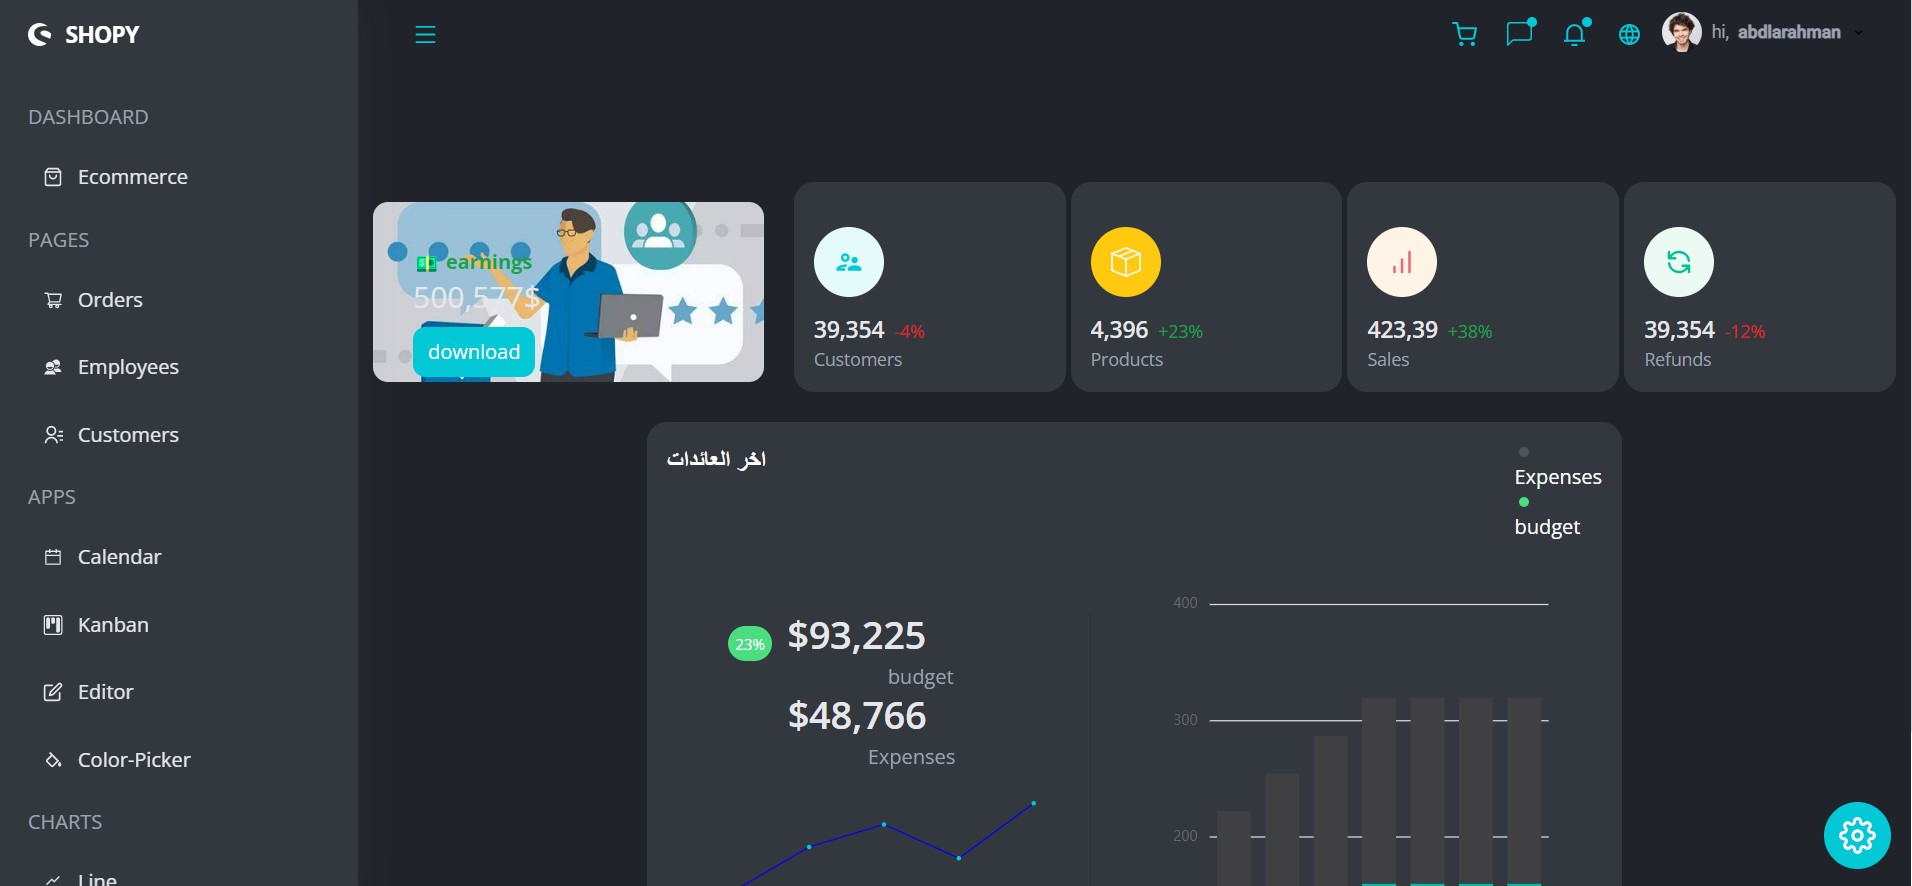 SHOPY
hi, abdlarahman
DASHBOARD
Ecommerce
PAGES
Orders
Employees
Customers
APPS
Calendar
Kanban
Editor
Color-Picker
CHARTS
Line
earnings
500,577$
download
39,354 -4%
Customers
4,396 +23%
Products
423,39 +38%
Sales
39,354 -12%
Refunds
اخر العائدات
Expenses
budget
23% $93,225
budget
$48,766
Expenses
400
300
200